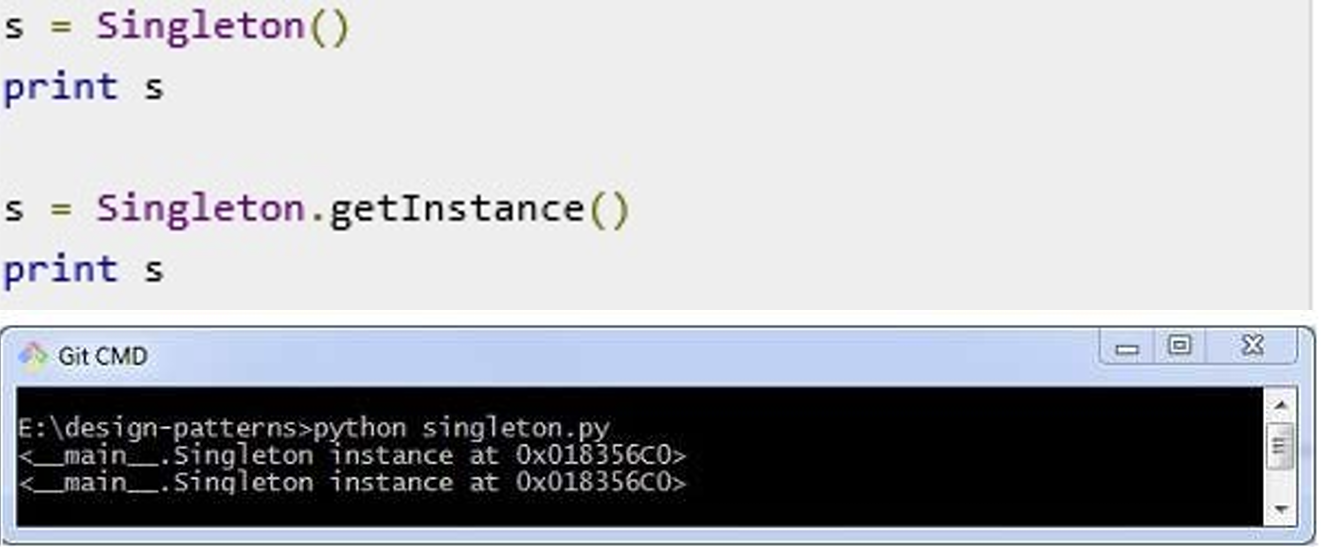 s = Singleton()
print s
s = Singleton.getInstance()
print s
Git CMD
E:\design-patterns>python singleton.py
<__main__.Singleton instance at 0x018356C0>
<__main__.Singleton instance at 0x018356C0>